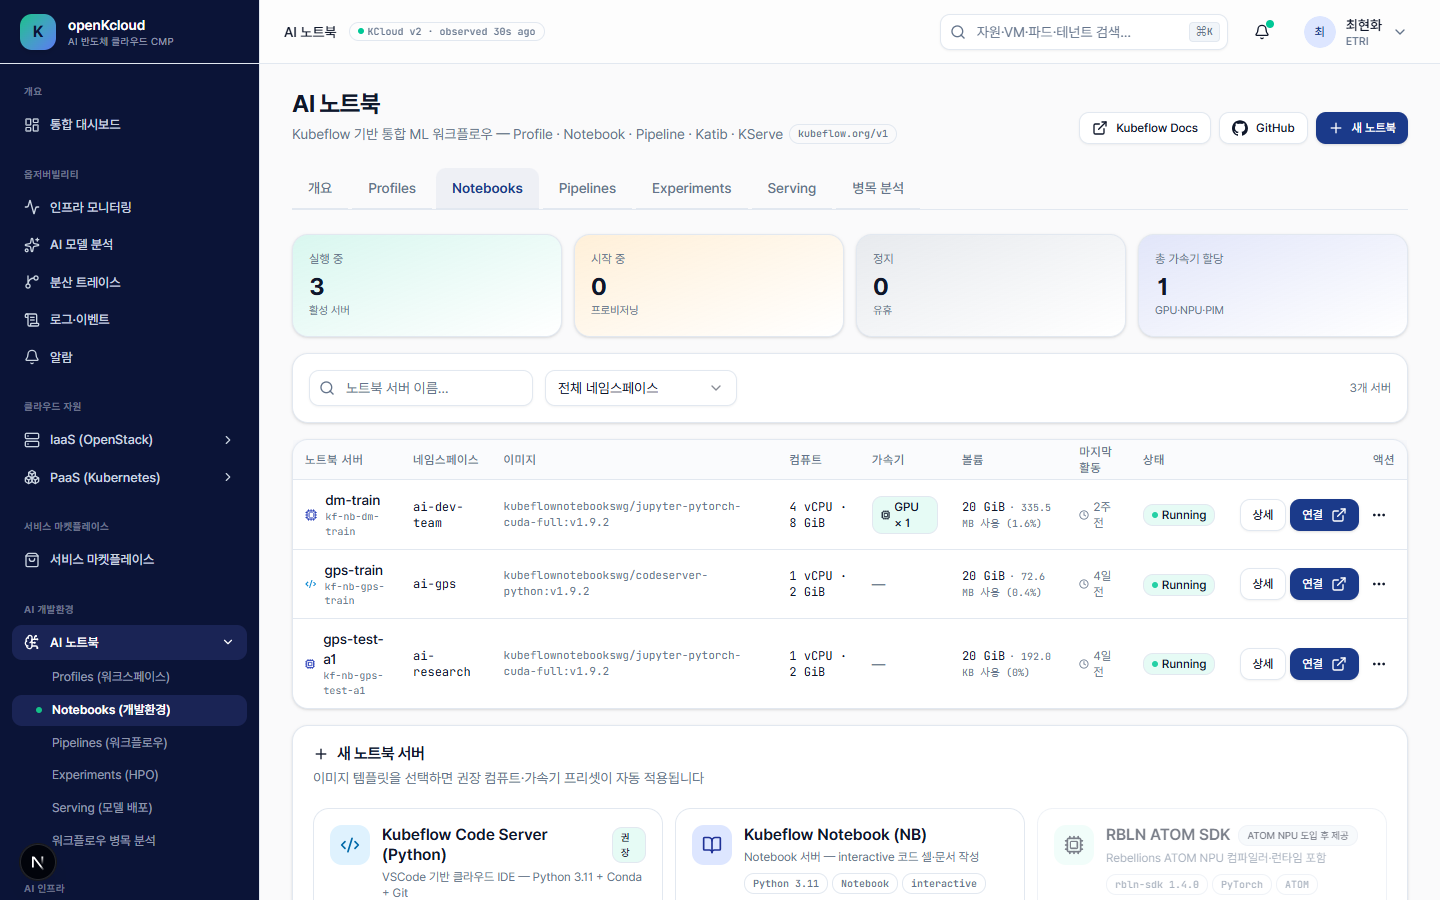 K
openKcloud
AI 반도체 클라우드 CMP
개요
통합 대시보드
옵저버빌리티
인프라 모니터링
AI 모델 분석
분산 트레이스
로그·이벤트
알람
클라우드 자원
IaaS (OpenStack)
PaaS (Kubernetes)
서비스 마켓플레이스
서비스 마켓플레이스
AI 개발환경
AI 노트북
Profiles (워크스페이스)
Notebooks (개발환경)
Pipelines (워크플로우)
Experiments (HPO)
Serving (모델 배포)
워크플로우 병목 분석
N
AI 인프라
AI 노트북
KCloud v2 · observed 30s ago
자원·VM·파드·테넌트 검색...
⌘K
최
최현화
ETRI
AI 노트북
Kubeflow 기반 통합 ML 워크플로우 — Profile · Notebook · Pipeline · Katib · KServe
kubeflow.org/v1
Kubeflow Docs
GitHub
새 노트북
개요
Profiles
Notebooks
Pipelines
Experiments
Serving
병목 분석
실행 중
3
활성 서버
시작 중
0
프로비저닝
정지
0
유휴
총 가속기 할당
1
GPU·NPU·PIM
노트북 서버 이름...
전체 네임스페이스
3개 서버
노트북 서버
네임스페이스
이미지
컴퓨트
가속기
볼륨
마지막
활동
상태
액션
dm-train
kf-nb-dm-
train
ai-dev-
team
kubeflownotebookswg/jupyter-pytorch-
cuda-full:v1.9.2
4 vCPU ·
8 GiB
GPU
× 1
20 GiB · 335.5
MB 사용 (1.6%)
2주
전
Running
상세
연결
gps-train
kf-nb-gps-
train
ai-gps
kubeflownotebookswg/codeserver-
python:v1.9.2
1 vCPU ·
2 GiB
—
20 GiB · 72.6
MB 사용 (0.4%)
4일
전
Running
상세
연결
gps-test-
a1
kf-nb-gps-
test-a1
ai-
research
kubeflownotebookswg/jupyter-pytorch-
cuda-full:v1.9.2
1 vCPU ·
2 GiB
—
20 GiB · 192.0
KB 사용 (0%)
4일
전
Running
상세
연결
새 노트북 서버
이미지 템플릿을 선택하면 권장 컴퓨트·가속기 프리셋이 자동 적용됩니다
Kubeflow Code Server
(Python)
권
장
VSCode 기반 클라우드 IDE — Python 3.11 + Conda
+ Git
Kubeflow Notebook (NB)
Notebook 서버 — interactive 코드 셀·문서 작성
Python 3.11
Notebook
interactive
RBLN ATOM SDK
ATOM NPU 도입 후 제공
Rebellions ATOM NPU 컴파일러·런타임 포함
rbln-sdk 1.4.0
PyTorch
ATOM